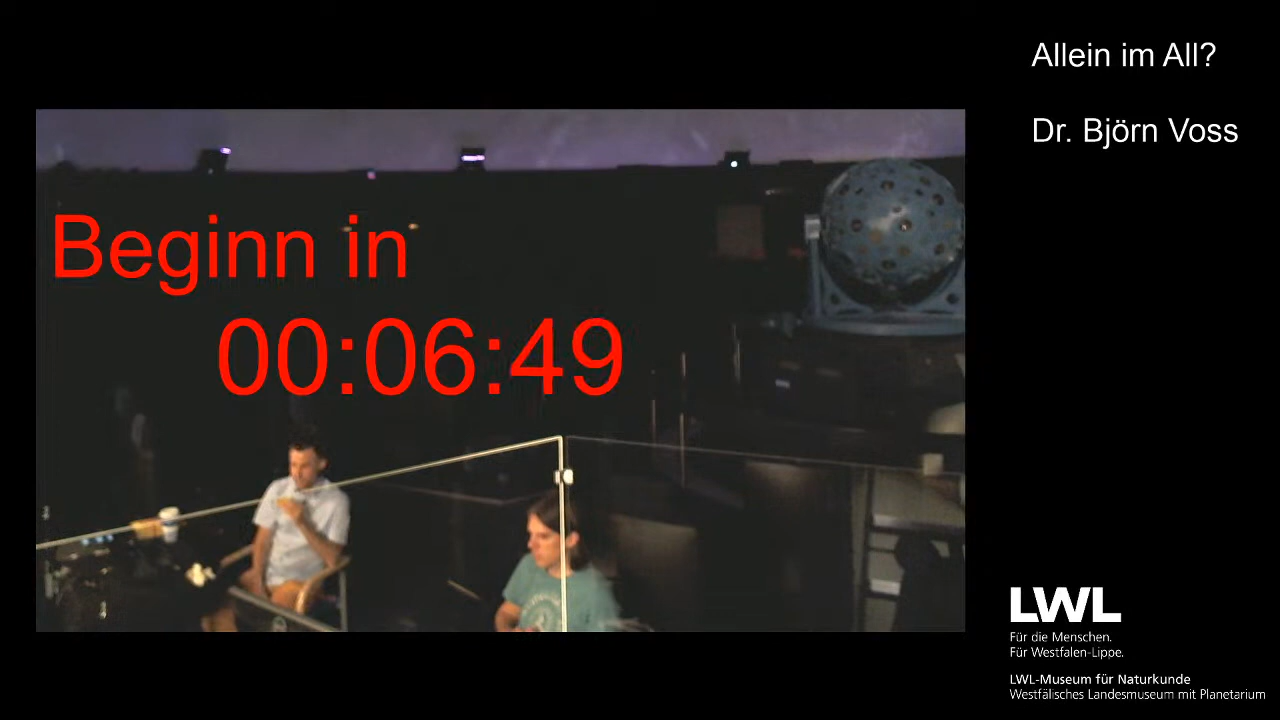 Allein im All?
Dr. Björn Voss
Beginn in
00:06:49
LWL
Für die Menschen.
Für Westfalen-Lippe.
LWL-Museum für Naturkunde
Westfälisches Landesmuseum mit Planetarium